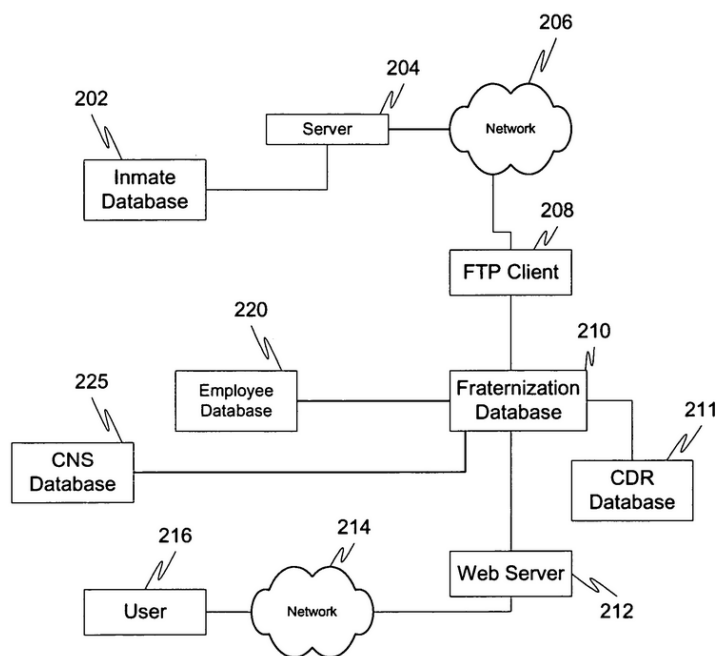 206
204
202
Server
Network
Inmate
Database
208
FTP Client
220
210
225
Employee
Database
Fraternization
Database
211
CNS
Database
CDR
Database
216
214
Web Server
User
Network
212